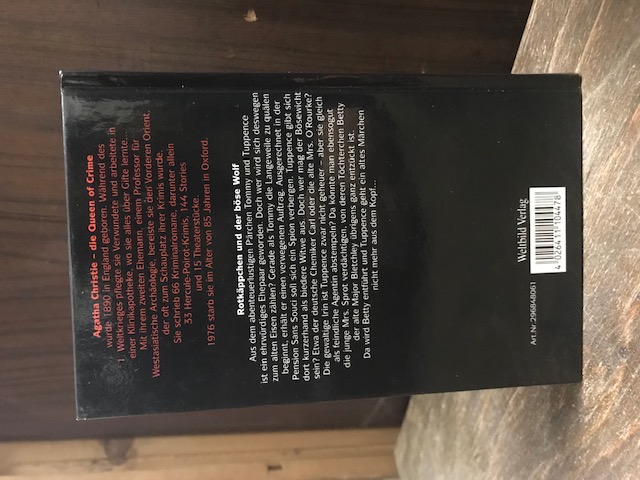 Agatha Christie – die Queen of Crime
wurde 1890 in England geboren. Während des
1. Weltkrieges pflegte sie Verwundete und arbeitete in
einer Klinikapotheke, wo sie alles über Gifte lernte...
Mit ihrem zweiten Ehemann, einem Professor für
Westasiatische Archäologie, bereiste sie den Vorderen Orient,
der oft zum Schauplatz ihrer Krimis wurde.
Sie schrieb 66 Kriminalromane, darunter allein
33 Hercule-Poirot-Krimis, 144 Stories
und 15 Theaterstücke.
1976 starb sie im Alter von 85 Jahren in Oxford.
Rotkäppchen und der böse Wolf
Aus dem abenteuerlustigen Pärchen Tommy und Tuppence
ist ein ehrwürdiges Ehepaar geworden. Doch wer wird sich deswegen
zum alten Eisen zählen? Gerade als Tommy die Langeweile zu quälen
beginnt, erhält er einen verwegenen Auftrag. Ausgerechnet in der
Pension Sans Souci soll sich ein Spion verbergen. Tuppence gibt sich
dort kurzerhand als biedere Witwe aus. Doch wer mag der Bösewicht
sein? Etwa der deutsche Chemiker Carl oder die alte Mrs. O'Rourke?
Die gewaltige Irin ist Tuppence zwar nicht geheuer – aber sie gleich
als feindliche Agentin abstempeln? Da könnte man ebensogut
die junge Mrs. Sprot verdächtigen, von deren Töchterchen Betty
der alte Major Bletchley übrigens ganz entzückt ist.
Da wird Betty entführt und Tuppence geht ein altes Märchen
nicht mehr aus dem Kopf...
Weltbild Verlag
4 026411 104478
Art.Nr.:296848061